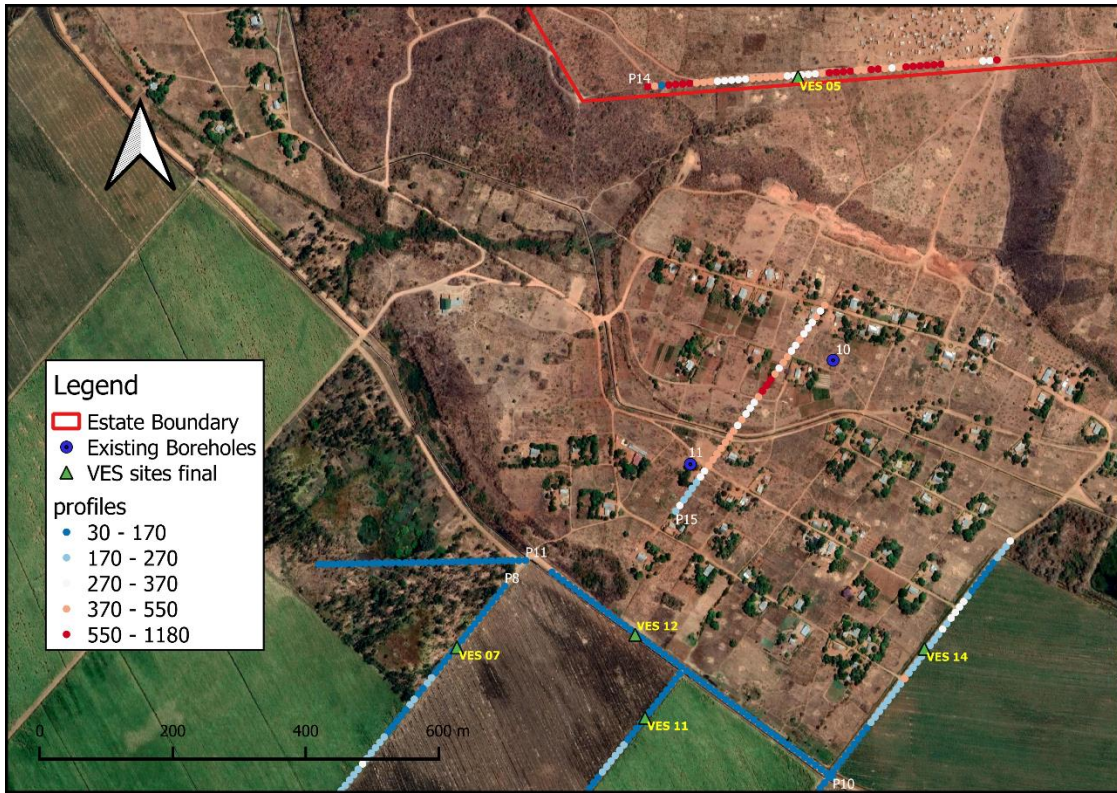 P14
VES 05
10
11
P15
Legend
Estate Boundary
Existing Boreholes
VES sites final
profiles
30 - 170
170 - 270
270 - 370
370 - 550
550 - 1180
P11
P8
VES 12
VES 07
VES 14
VES 11
0 200 400 600 m
P10